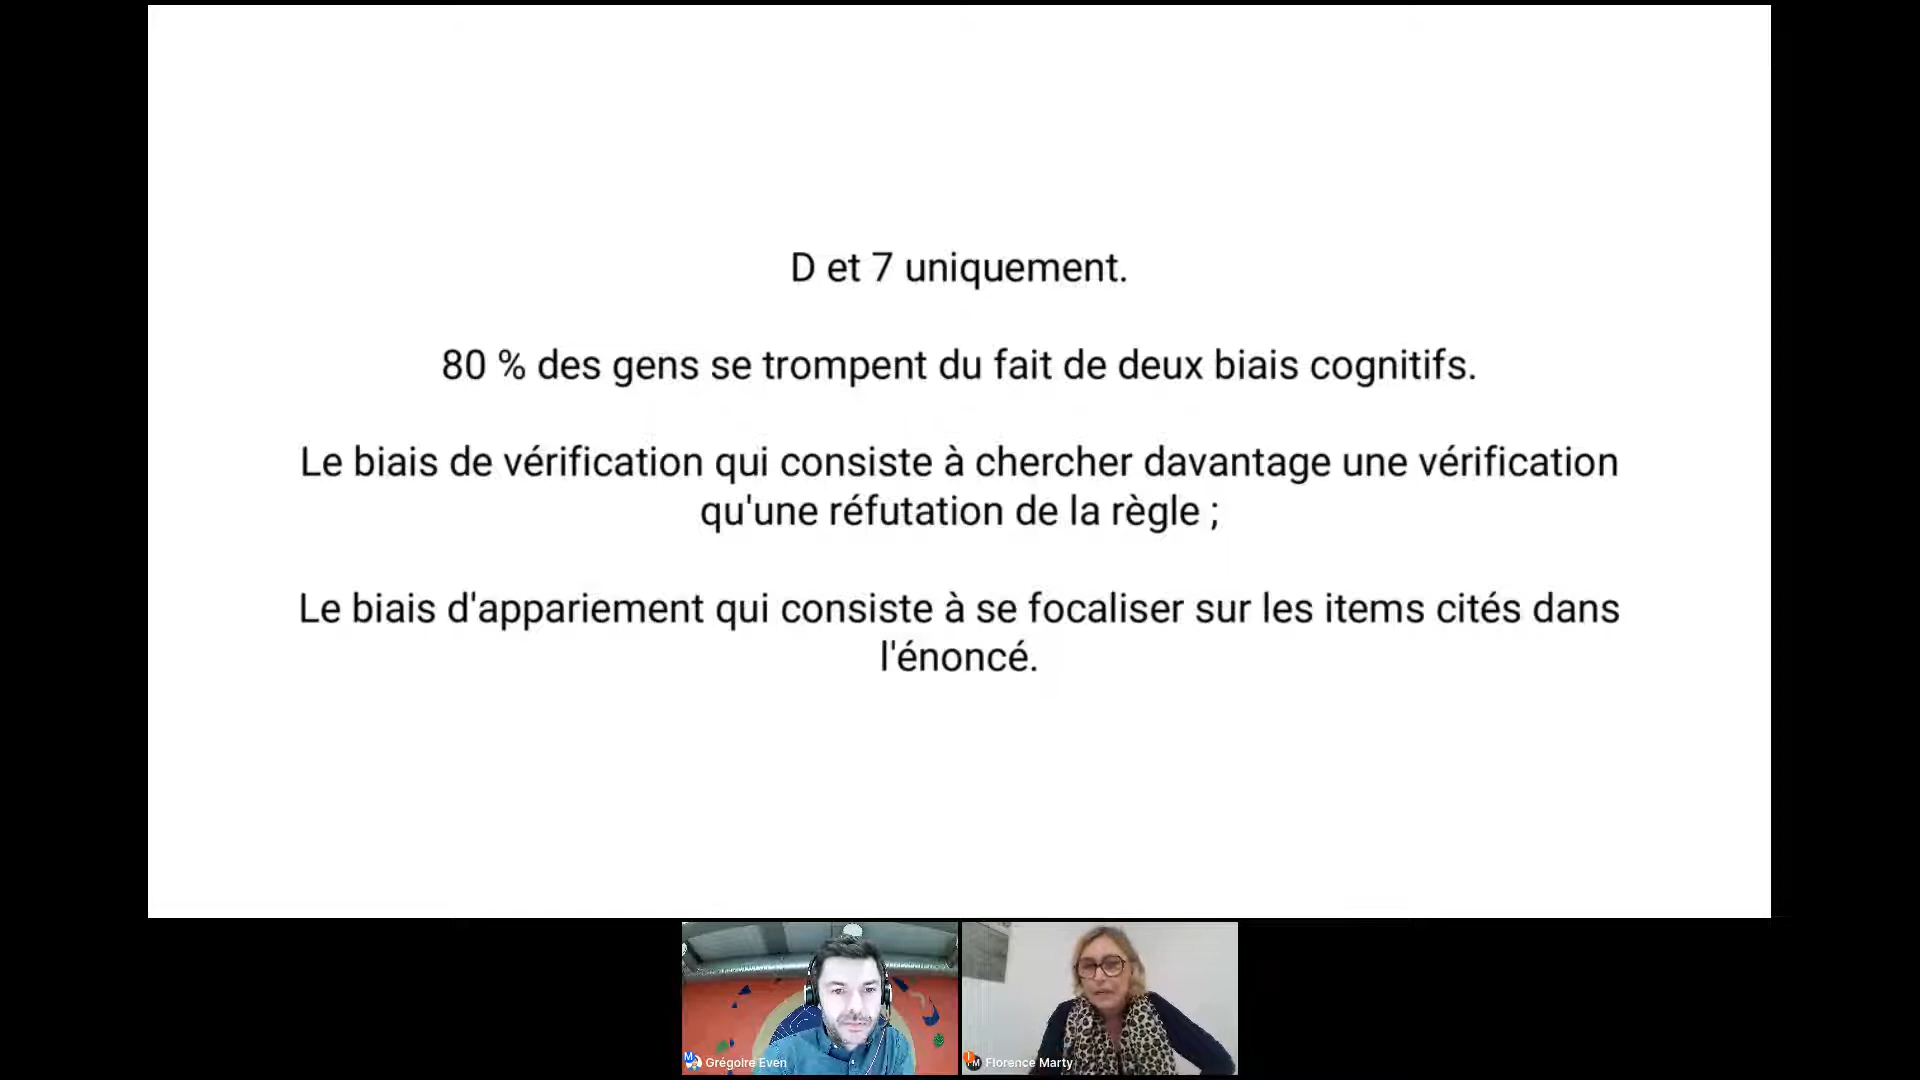 D et 7 uniquement.
80 % des gens se trompent du fait de deux biais cognitifs.
Le biais de vérification qui consiste à chercher davantage une vérification
qu'une réfutation de la règle ;
Le biais d'appariement qui consiste à se focaliser sur les items cités dans
l'énoncé.
Grégoire Even
Florence Marty